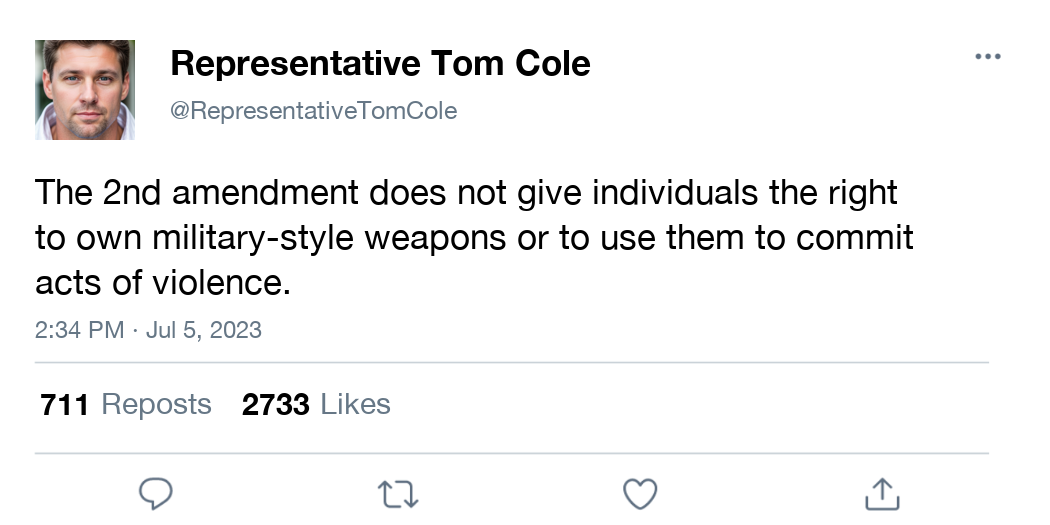 Representative Tom Cole
@RepresentativeTomCole
The 2nd amendment does not give individuals the right
to own military-style weapons or to use them to commit
acts of violence.
2:34 PM · Jul 5, 2023
711 Reposts 2733 Likes